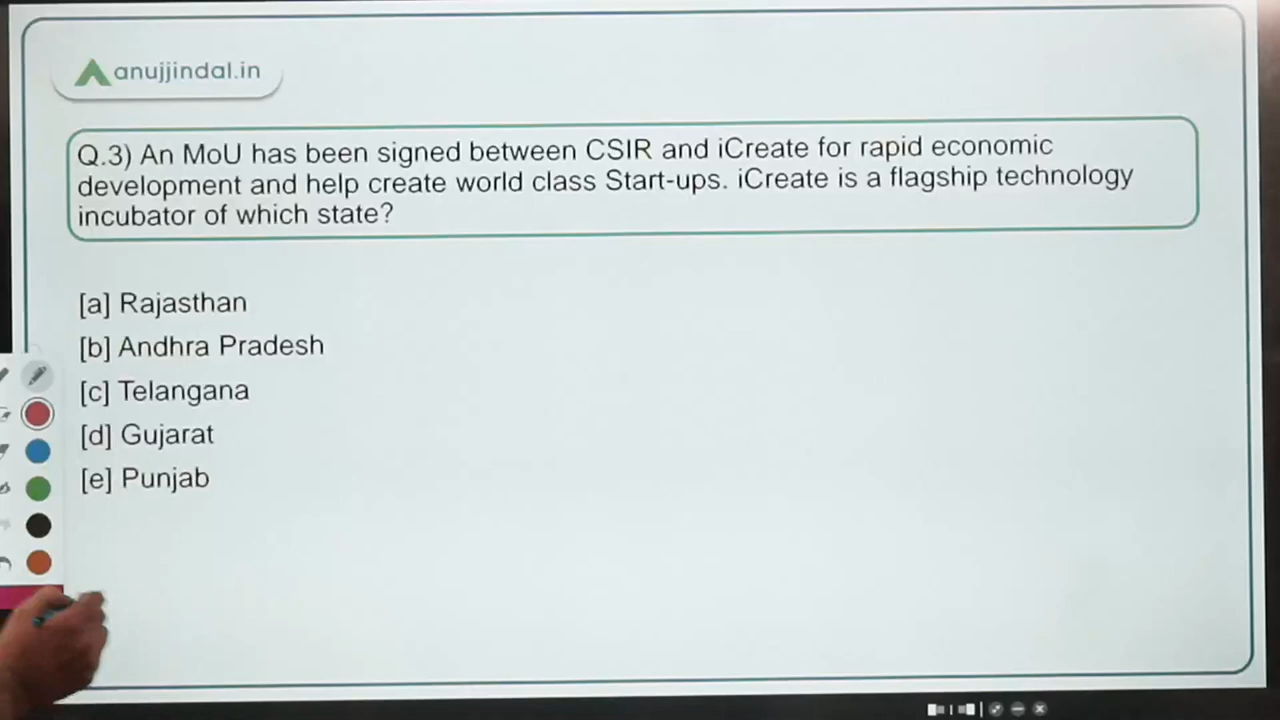 anujjindal.in
Q.3) An MoU has been signed between CSIR and iCreate for rapid economic
development and help create world class Start-ups. iCreate is a flagship technology
incubator of which state?
[a] Rajasthan
[b] Andhra Pradesh
[c] Telangana
[d] Gujarat
[e] Punjab